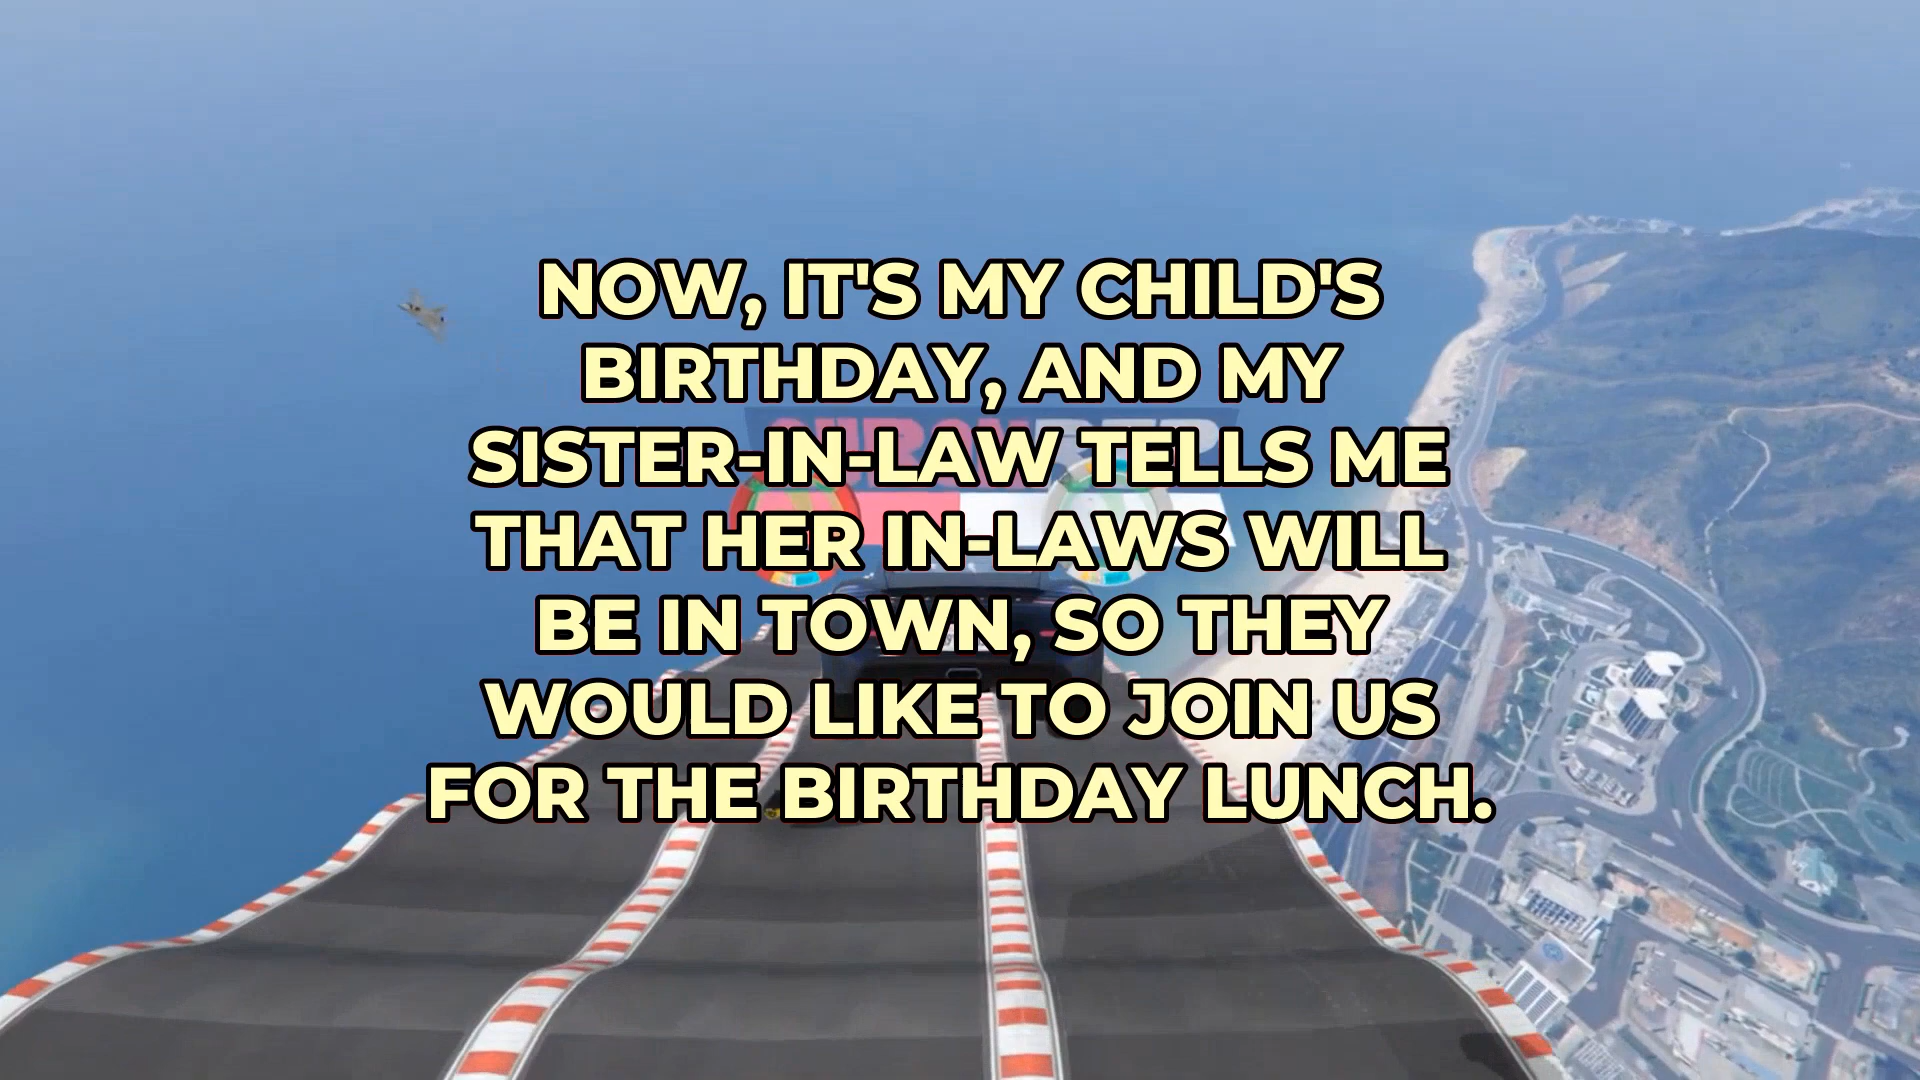 NOW, IT'S MY CHILD'S
BIRTHDAY, AND MY
SISTER-IN-LAW TELLS ME
THAT HER IN-LAWS WILL
BE IN TOWN, SO THEY
WOULD LIKE TO JOIN US
FOR THE BIRTHDAY LUNCH.